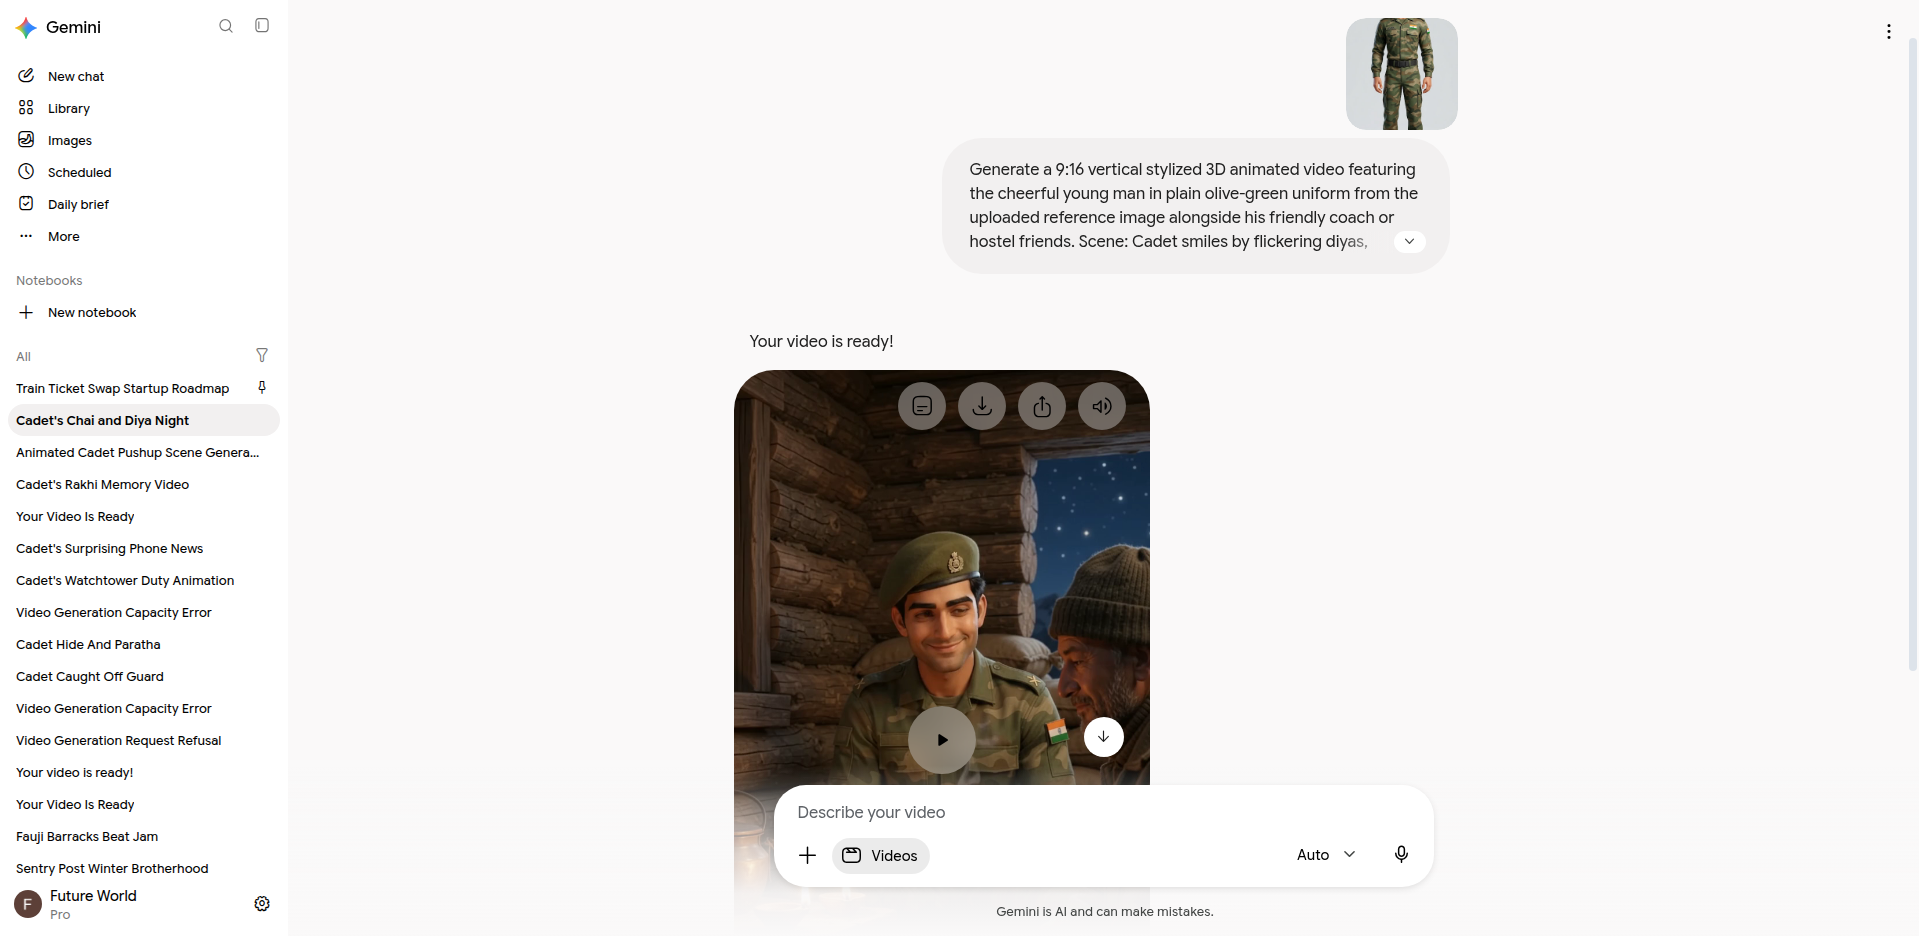 Gemini
New chat
Library
Images
Scheduled
Daily brief
More
Notebooks
New notebook
All
Train Ticket Swap Startup Roadmap
Cadet's Chai and Diya Night
Animated Cadet Pushup Scene Genera...
Cadet's Rakhi Memory Video
Your Video Is Ready
Cadet's Surprising Phone News
Cadet's Watchtower Duty Animation
Video Generation Capacity Error
Cadet Hide And Paratha
Cadet Caught Off Guard
Video Generation Capacity Error
Video Generation Request Refusal
Your video is ready!
Your Video Is Ready
Fauji Barracks Beat Jam
Sentry Post Winter Brotherhood
F
Future World
Pro
Generate a 9:16 vertical stylized 3D animated video featuring
the cheerful young man in plain olive-green uniform from the
uploaded reference image alongside his friendly coach or
hostel friends. Scene: Cadet smiles by flickering diyas,
Your video is ready!
Describe your video
Videos
Auto
Gemini is AI and can make mistakes.